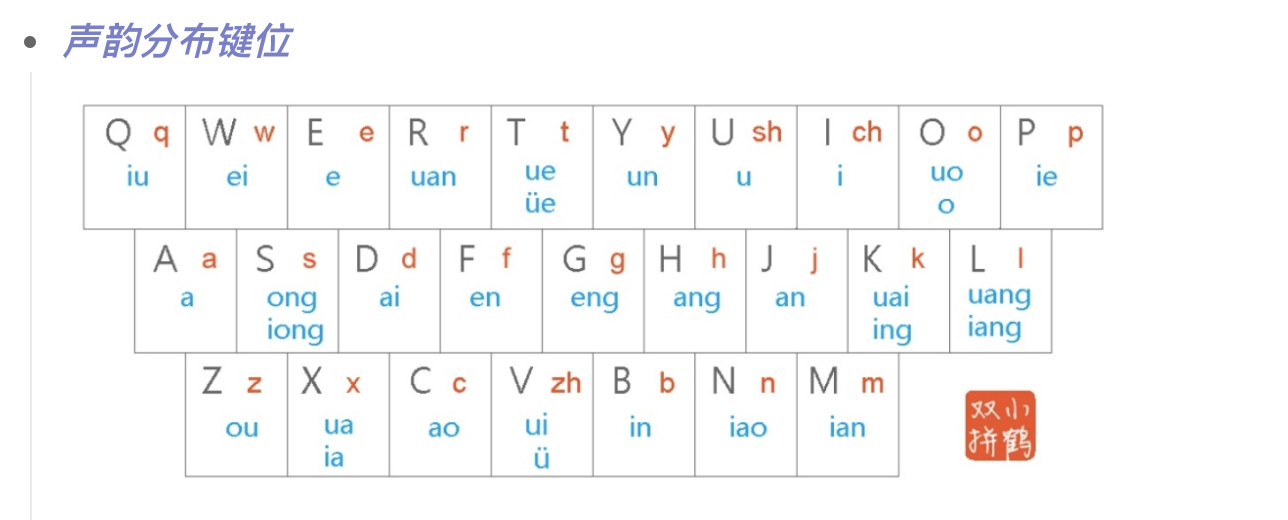 声韵分布键位
Q q W w E e R r T t Y y U sh I ch O o P p
iu ei e uan ue un u i uo ie
üe o
A a S s D d F f G g H h J j K k L l
a ong ai en eng ang an uai uang
iong ing iang
Z z X x C c V zh B b N n M m
ou ua ao ui in iao ian
ia ü
双小
拼鹤